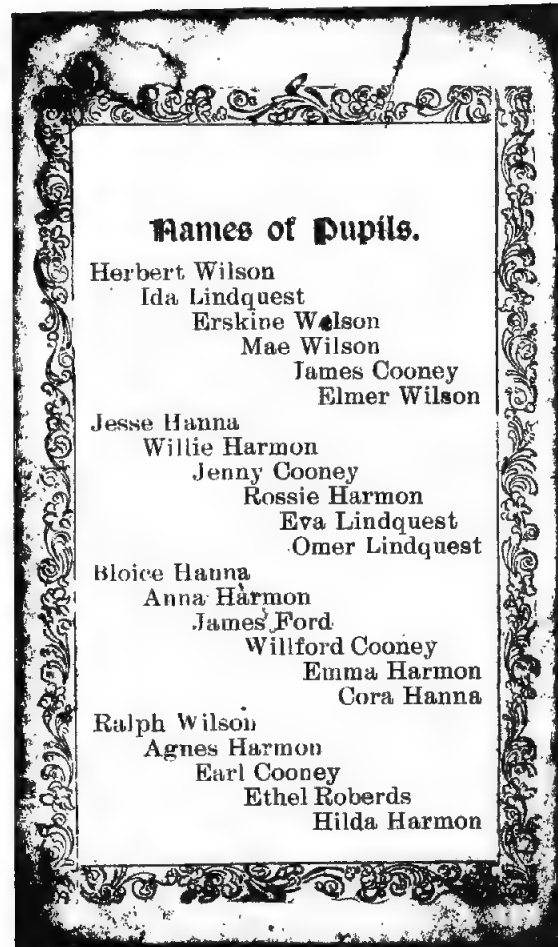 Names of Pupils.
Herbert Wilson
Ida Lindquest
Erskine Wilson
Mae Wilson
James Cooney
Elmer Wilson
Jesse Hanna
Willie Harmon
Jenny Cooney
Rossie Harmon
Eva Lindquest
Omer Lindquest
Bloice Hanna
Anna Harmon
James Ford
Willford Cooney
Emma Harmon
Cora Hanna
Ralph Wilson
Agnes Harmon
Earl Cooney
Ethel Roberds
Hilda Harmon